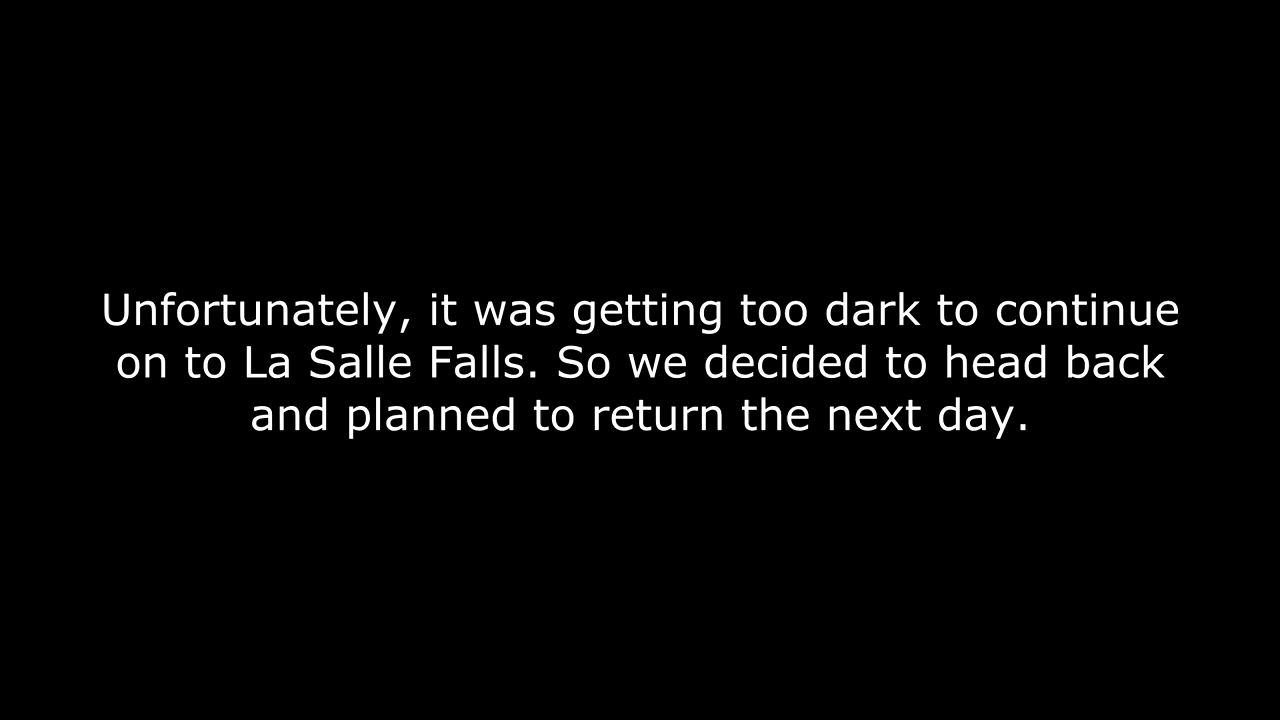 Unfortunately, it was getting too dark to continue
on to La Salle Falls. So we decided to head back
and planned to return the next day.